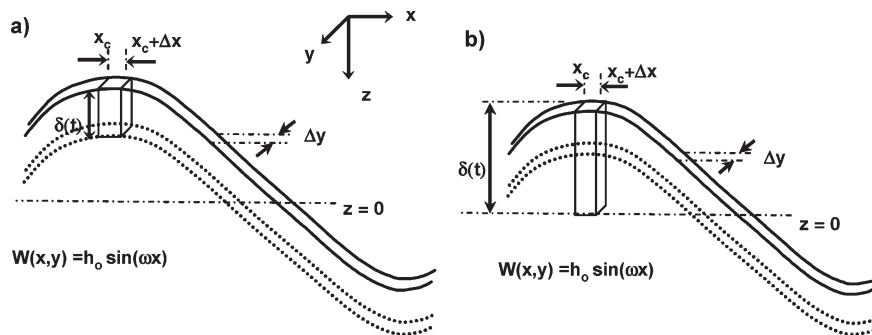 a)
x
y
z
x_c x_c+Δx
δ(t)
Δy
z = 0
W(x,y) =h_o sin(ωx)
b)
x_c x_c+Δx
δ(t)
Δy
z = 0
W(x,y) =h_o sin(ωx)